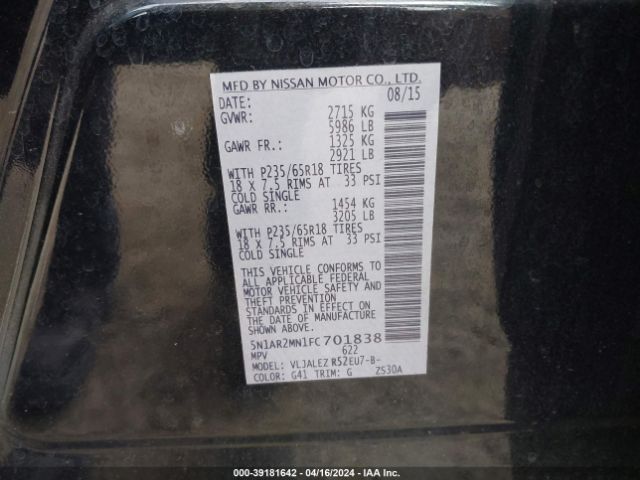 MFD BY NISSAN MOTOR CO., LTD.
DATE: 08/15
GVWR: 2715 KG
5986 LB
GAWR FR.: 1325 KG
2921 LB
WITH P235/65R18 TIRES
18 X 7.5 RIMS AT 33 PSI
COLD SINGLE
GAWR RR.: 1454 KG
3205 LB
WITH P235/65R18 TIRES
18 X 7.5 RIMS AT 33 PSI
COLD SINGLE
THIS VEHICLE CONFORMS TO
ALL APPLICABLE FEDERAL
MOTOR VEHICLE SAFETY AND
THEFT PREVENTION
STANDARDS IN EFFECT ON
THE DATE OF MANUFACTURE
SHOWN ABOVE.
5N1AR2MN1FC701838
MPV 622
MODEL: VLJALEZ R52EU7-B-
COLOR: G41 TRIM: G ZS30A
000-39181642 / 04/16/2024 / IAA Inc.